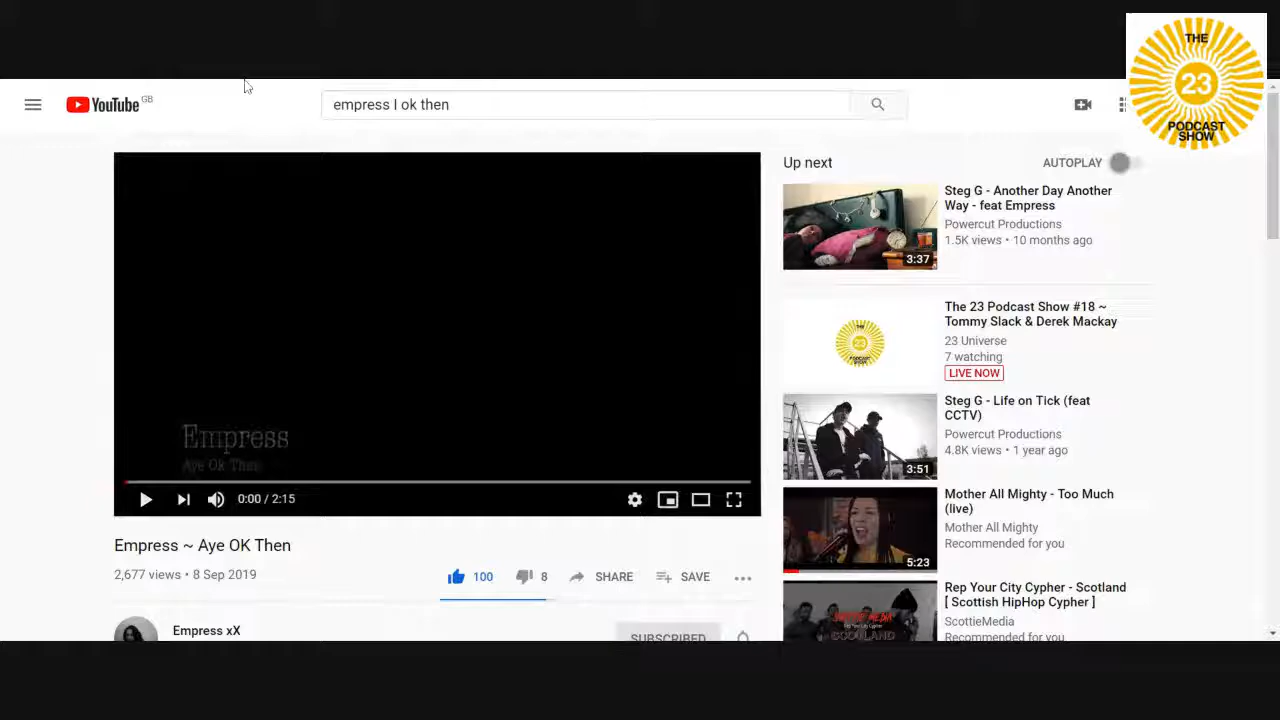 THE
23
PODCAST
SHOW
YouTube GB
empress I ok then
Up next
AUTOPLAY
Steg G - Another Day Another
Way - feat Empress
Powercut Productions
1.5K views • 10 months ago
3:37
The 23 Podcast Show #18 ~
Tommy Slack & Derek Mackay
23 Universe
7 watching
LIVE NOW
THE
23
PODCAST
SHOW
Steg G - Life on Tick (feat
CCTV)
Powercut Productions
4.8K views • 1 year ago
3:51
Mother All Mighty - Too Much
(live)
Mother All Mighty
Recommended for you
5:23
Rep Your City Cypher - Scotland
[ Scottish HipHop Cypher ]
ScottieMedia
Recommended for you
SCOTLAND
Empress
Aye Ok Then
0:00 / 2:15
Empress ~ Aye OK Then
2,677 views • 8 Sep 2019
100
8
SHARE
SAVE
Empress xX
SUBSCRIBED